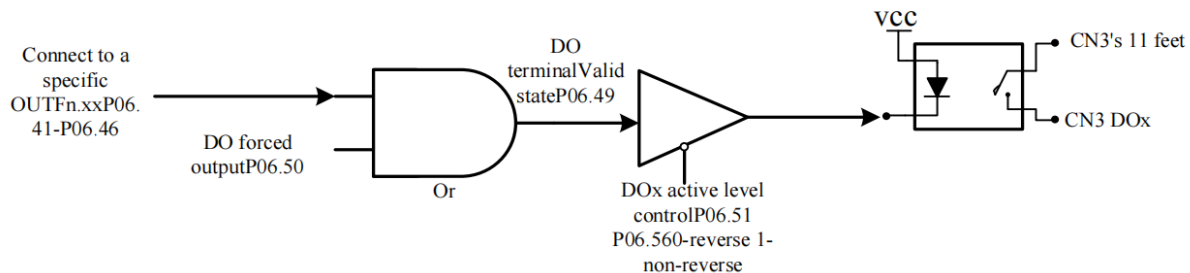 Connect to a
specific
OUTFn.xxP06.
41-P06.46
DO forced
outputP06.50
Or
DO
terminalValid
stateP06.49
DOx active level
controlP06.51
P06.560-reverse 1-
non-reverse
vcc
CN3's 11 feet
CN3 DOx